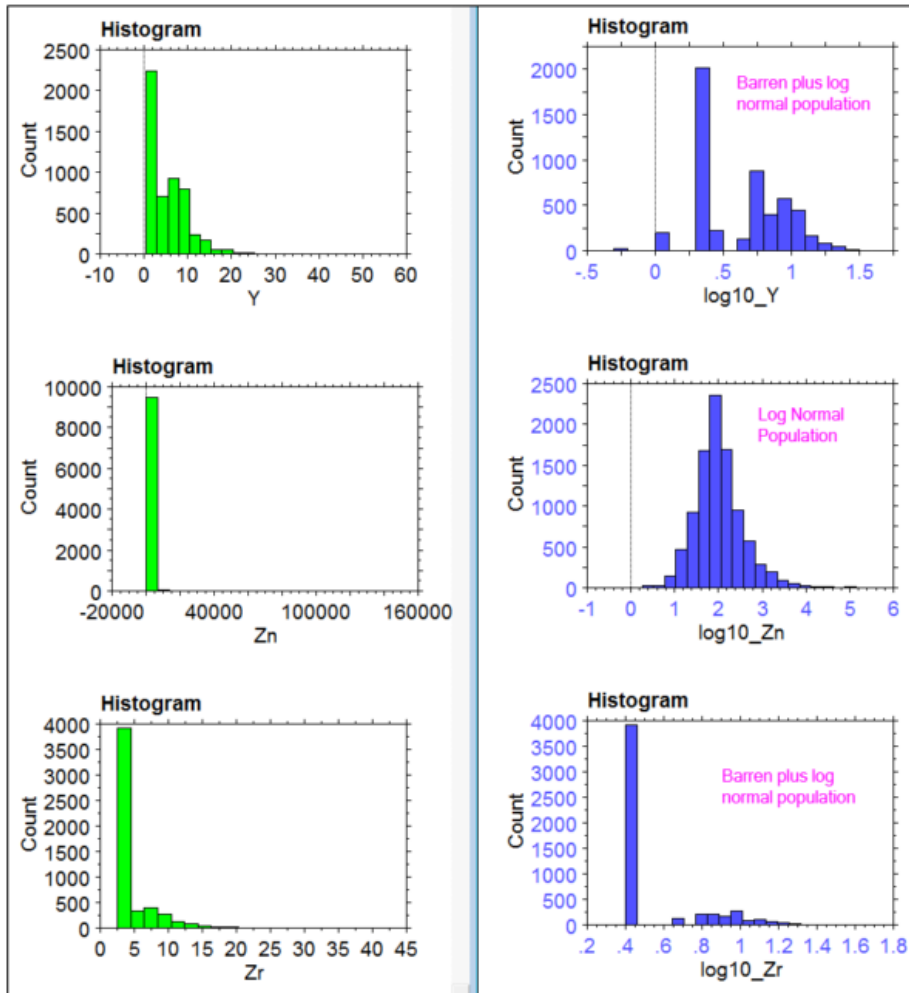 Histogram
2500
2000
1500
1000
500
0
Count
-10 0 10 20 30 40 50 60
Y
Histogram
2000
1500
1000
500
0
Count
Barren plus log
normal population
-.5 0 .5 1 1.5
log10_Y
Histogram
10000
8000
6000
4000
2000
0
Count
-20000 40000 100000 160000
Zn
Histogram
2500
2000
1500
1000
500
0
Count
Log Normal
Population
-1 0 1 2 3 4 5 6
log10_Zn
Histogram
4000
3500
3000
2500
2000
1500
1000
500
0
Count
0 5 10 15 20 25 30 35 40 45
Zr
Histogram
4000
3500
3000
2500
2000
1500
1000
500
0
Count
Barren plus log
normal population
.2 .4 .6 .8 1 1.2 1.4 1.6 1.8
log10_Zr